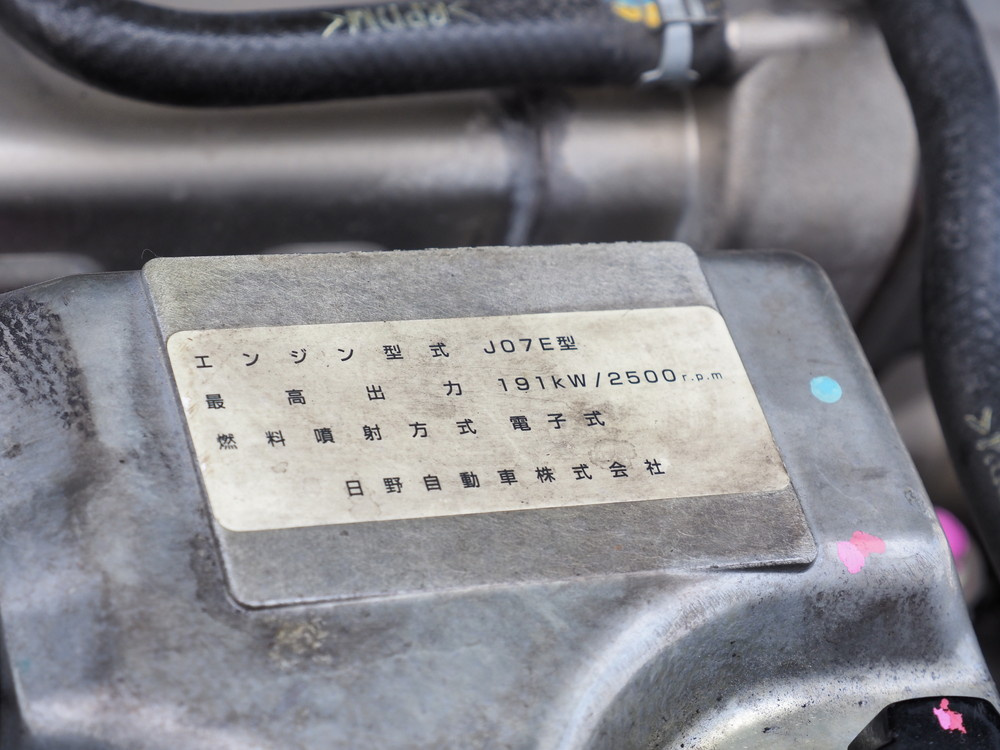 エンジン型式 J07E型
最高出力 191kW/2500r.p.m
燃料噴射方式 電子式
日野自動車株式会社